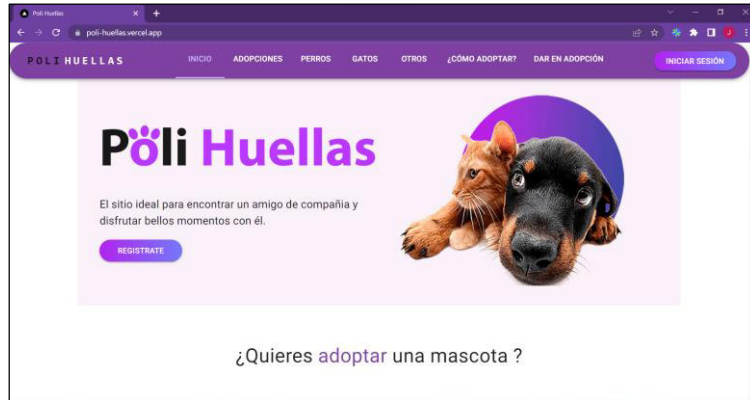 Poli Huellas
poli-huellas.vercel.app
POLI HUELLAS INICIO ADOPCIONES PERROS GATOS OTROS ¿CÓMO ADOPTAR? DAR EN ADOPCIÓN INICIAR SESIÓN
Poli Huellas
El sitio ideal para encontrar un amigo de compañia y
disfrutar bellos momentos con él.
REGISTRATE
¿Quieres adoptar una mascota ?